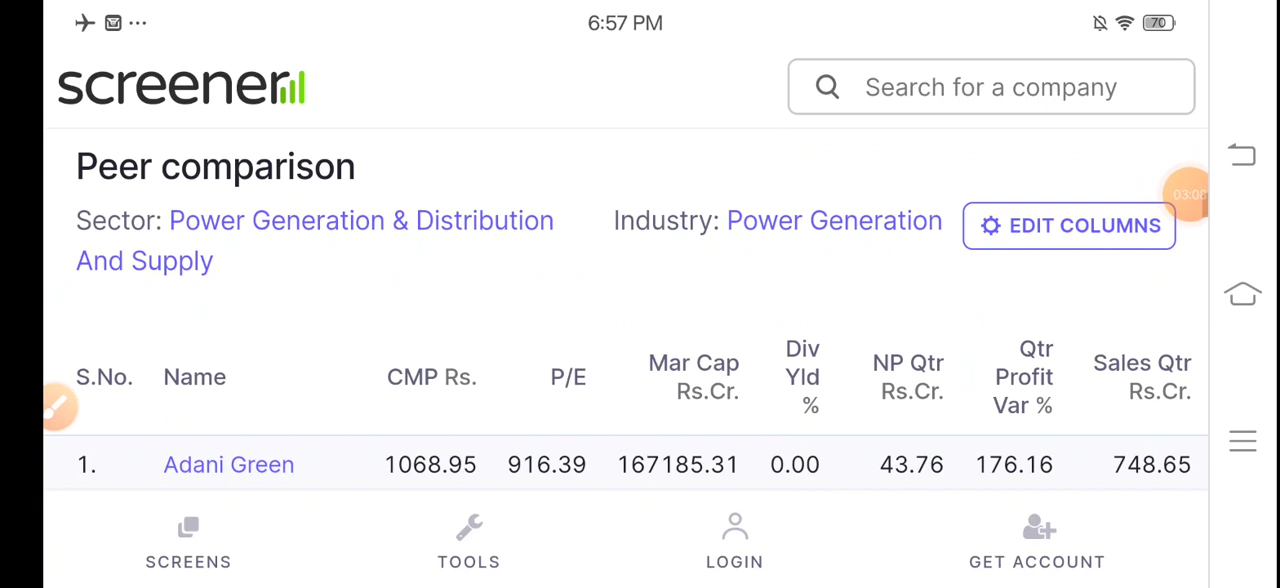 6:57 PM
70
screener
Search for a company
Peer comparison
03:08
Sector: Power Generation & Distribution And Supply
Industry: Power Generation
EDIT COLUMNS
S.No. Name CMP Rs. P/E Mar Cap Rs.Cr. Div Yld % NP Qtr Rs.Cr. Qtr Profit Var % Sales Qtr Rs.Cr.
1. Adani Green 1068.95 916.39 167185.31 0.00 43.76 176.16 748.65
SCREENS TOOLS LOGIN GET ACCOUNT